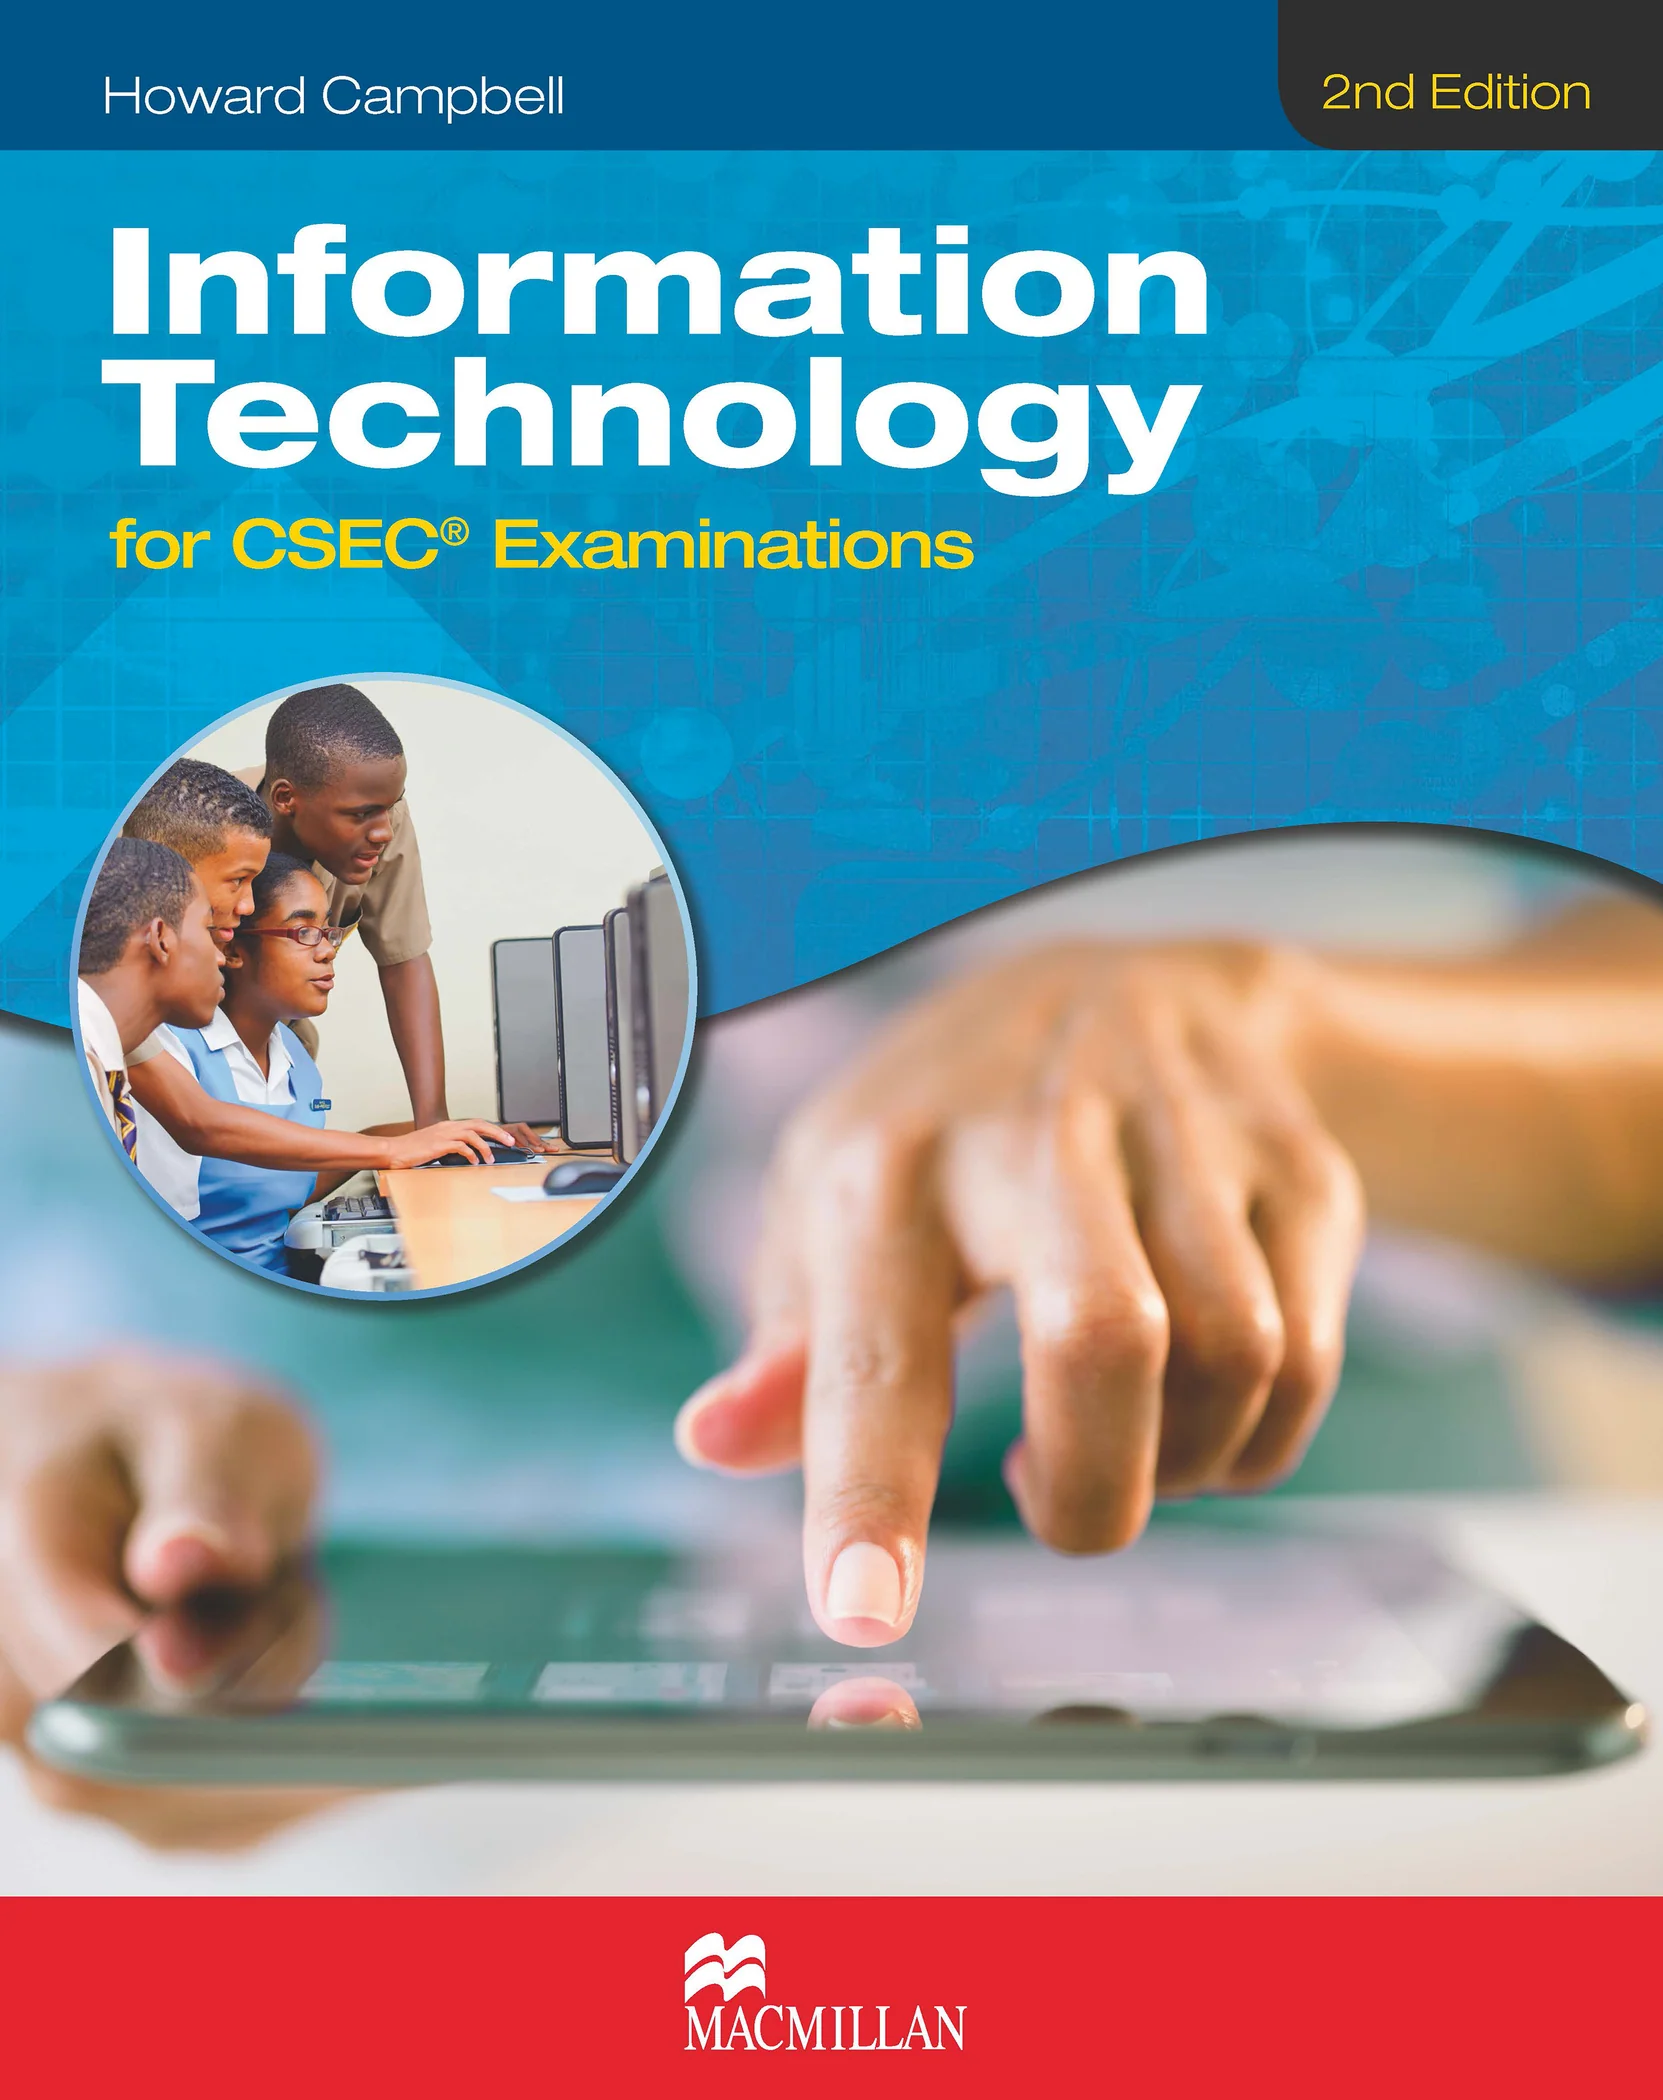 Howard Campbell
2nd Edition
Information
Technology
for CSEC® Examinations
MACMILLAN